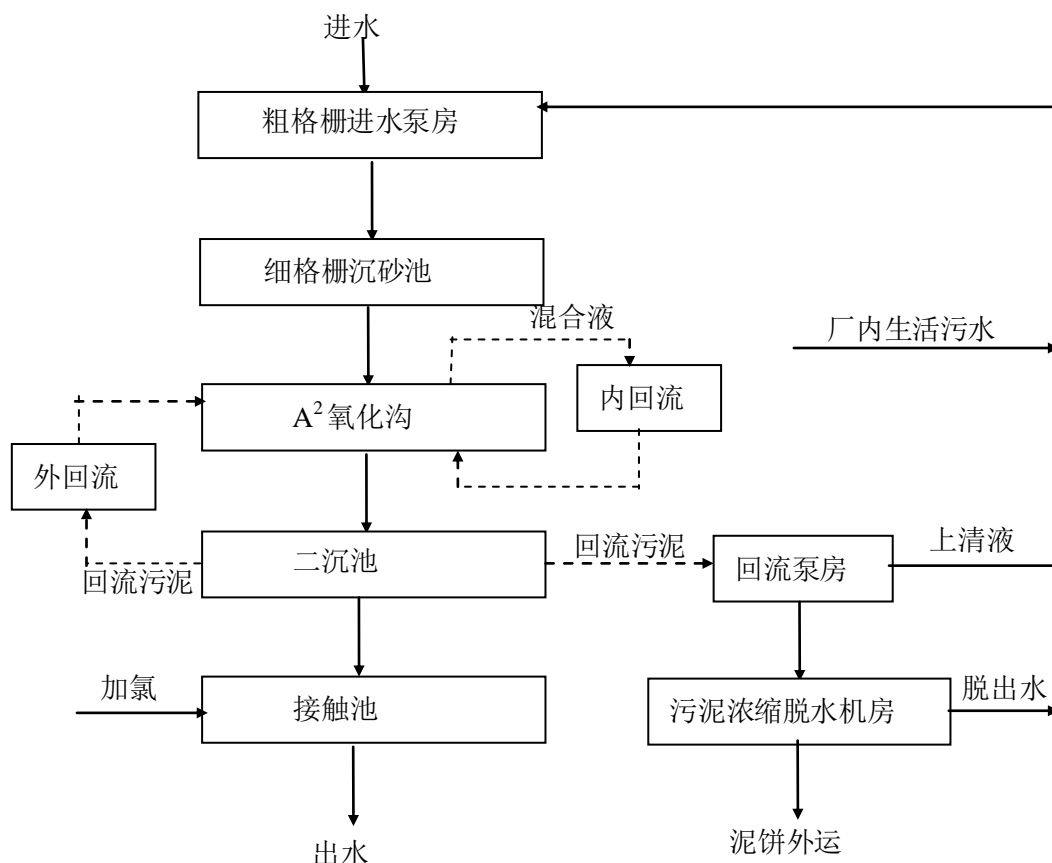 进水
粗格栅进水泵房
细格栅沉砂池
混合液
厂内生活污水
A²氧化沟
内回流
外回流
二沉池
回流污泥
回流泵房
上清液
回流污泥
加氯
接触池
污泥浓缩脱水机房
脱出水
出水
泥饼外运